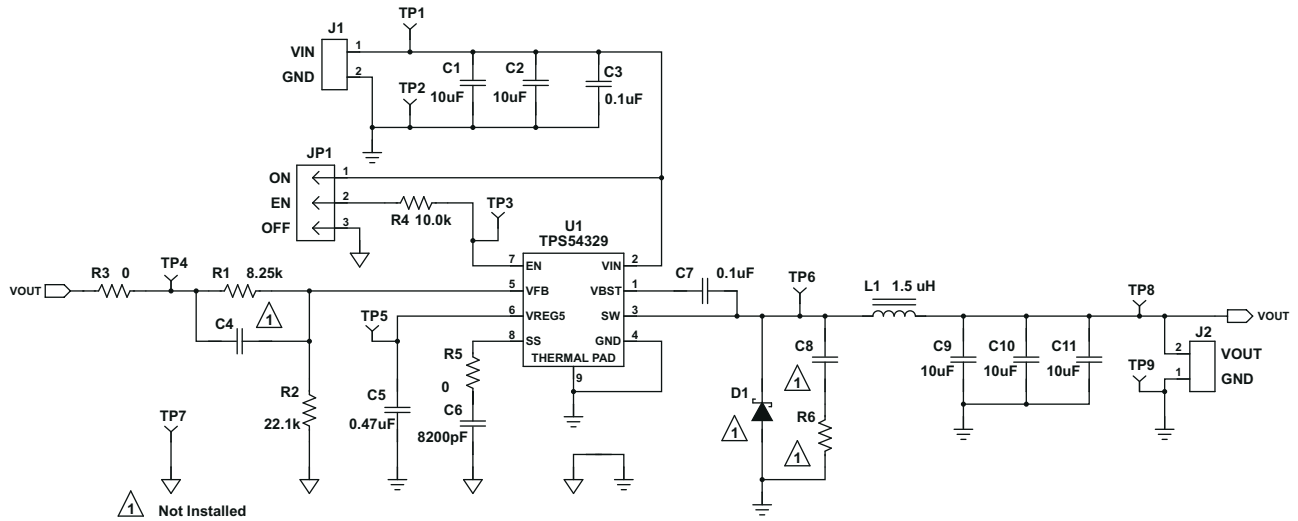 TP1
J1
VIN
1
GND
2
C1
10uF
C2
10uF
C3
0.1uF
TP2
JP1
ON
1
EN
2
OFF
3
R4 10.0k
TP3
U1
TPS54329
7
EN
VIN
2
5
VFB
VBST
1
6
VREG5
SW
3
8
SS
GND
4
THERMAL PAD
9
C7
0.1uF
VOUT
R3 0
TP4
R1 8.25k
1
C4
R2
22.1k
TP5
C5
0.47uF
R5
0
C6
8200pF
TP6
L1 1.5 uH
C8
1
D1
1
R6
1
C9
10uF
C10
10uF
C11
10uF
TP8
VOUT
J2
2
VOUT
1
GND
TP9
TP7
1 Not Installed